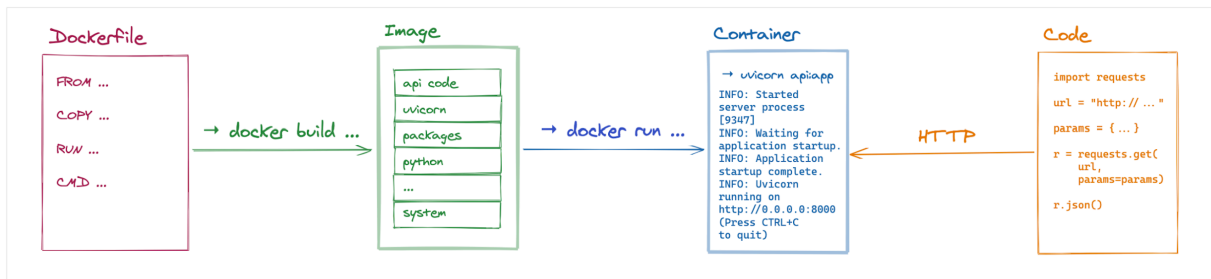 Dockerfile
FROM ...
COPY ...
RUN ...
CMD ...
→ docker build ...
Image
api code
uvicorn
packages
python
...
system
→ docker run ...
Container
→ uvicorn api:app
INFO: Started
server process
[9347]
INFO: Waiting for
application startup.
INFO: Application
startup complete.
INFO: Uvicorn
running on
http://0.0.0.0:8000
(Press CTRL+C
to quit)
HTTP
Code
import requests
url = "http://..."
params = {...}
r = requests.get(
url,
params=params)
r.json()